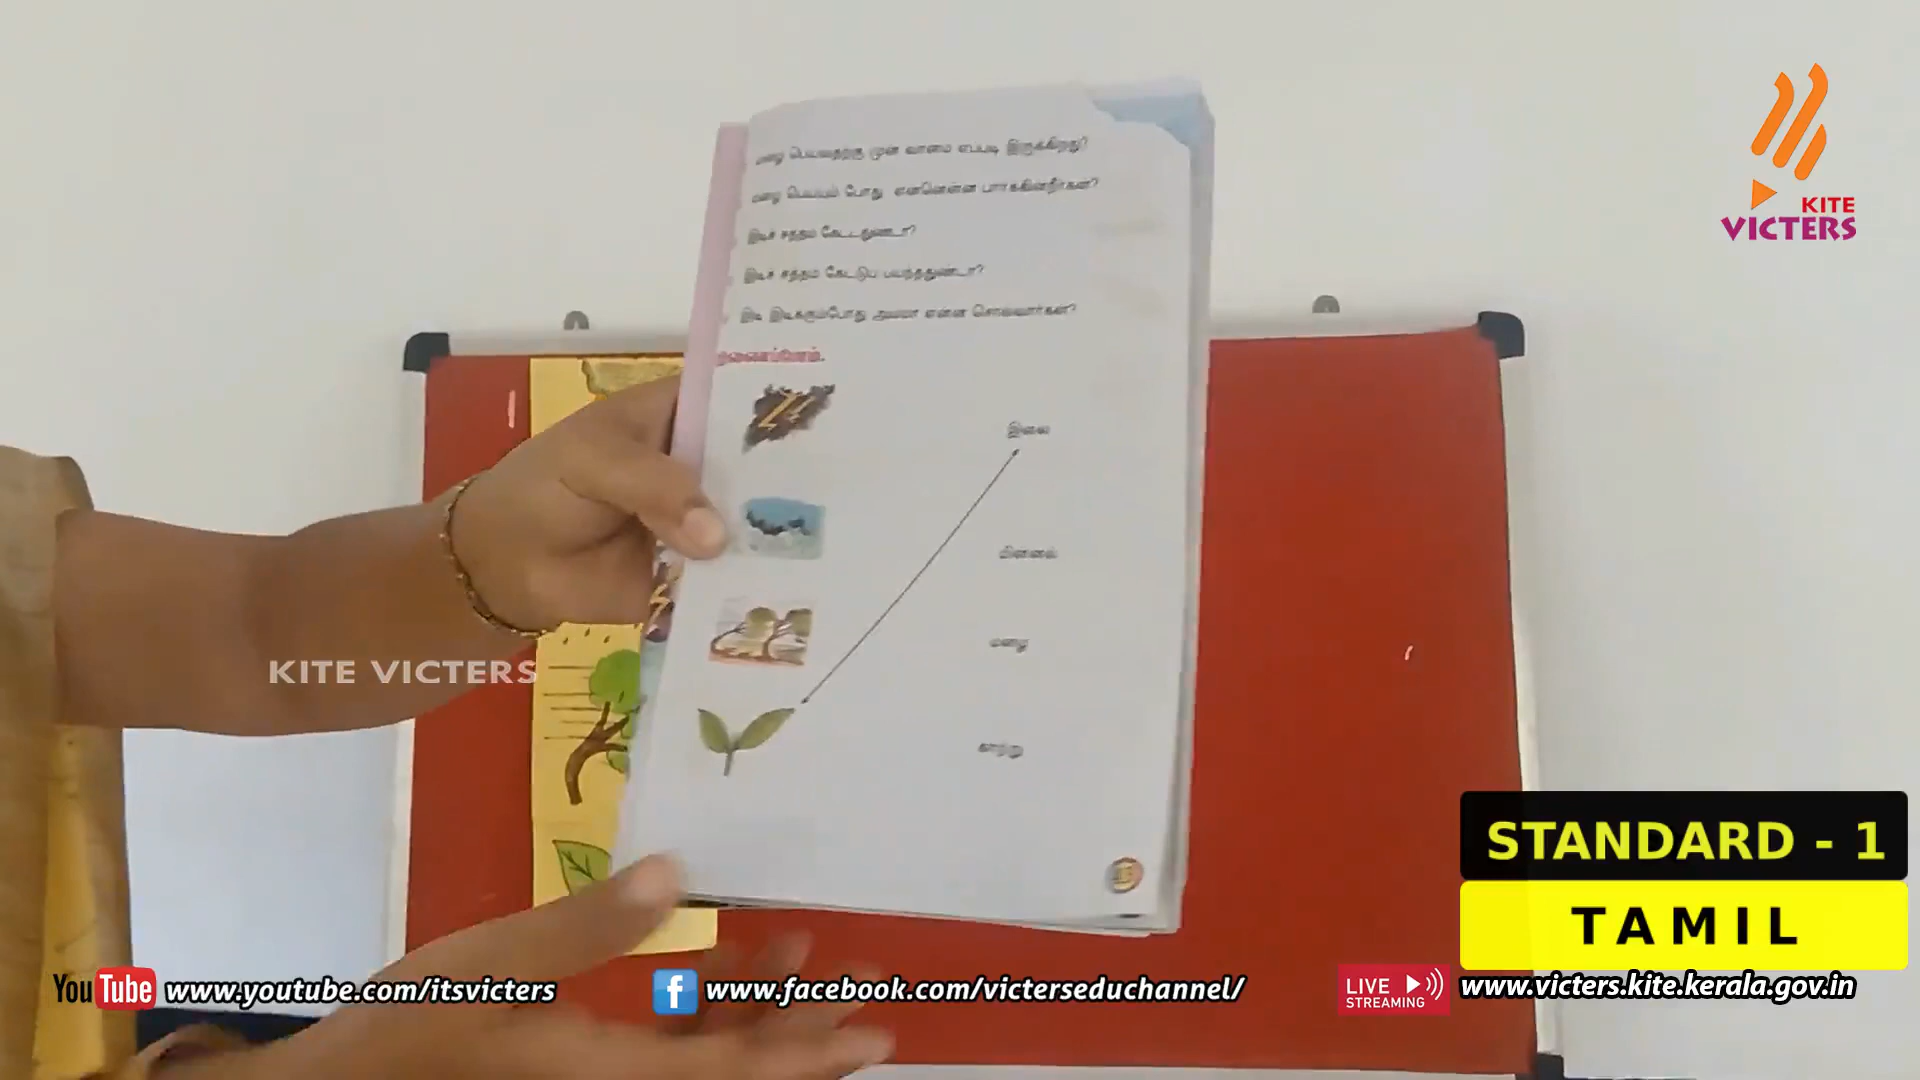 மழை பெய்வதற்கு முன் வானம் எப்படி இருக்கிறது?
மழை பெய்யும் போது என்னென்ன பார்க்கின்றீர்கள்?
இடிச் சத்தம் கேட்டதுண்டா?
இடிச் சத்தம் கேட்டுப் பயந்ததுண்டா?
இடி இடிக்கும்போது அம்மா என்ன சொல்வார்கள்?
இலை
மின்னல்
மழை
காற்று
KITE
VICTERS
KITE VICTERS
STANDARD - 1
TAMIL
YouTube www.youtube.com/itsvicters
f www.facebook.com/victerseduchannel/
LIVE STREAMING www.victers.kite.kerala.gov.in